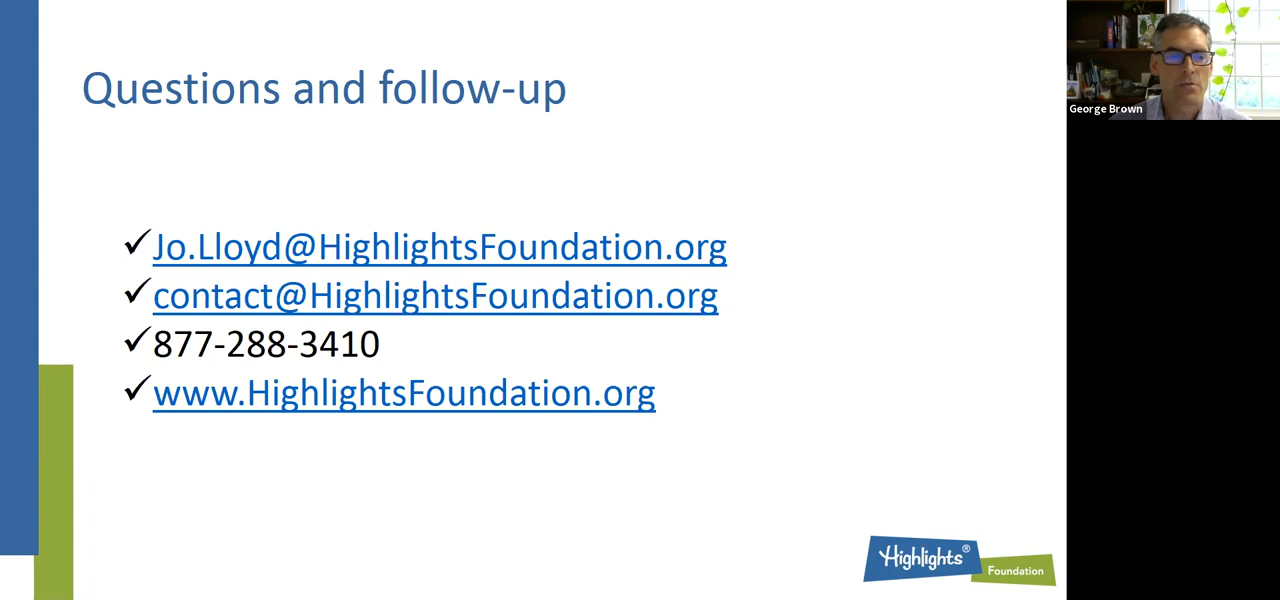 Questions and follow-up
George Brown
✓Jo.Lloyd@HighlightsFoundation.org
✓contact@HighlightsFoundation.org
✓877-288-3410
✓www.HighlightsFoundation.org
Highlights®
Foundation